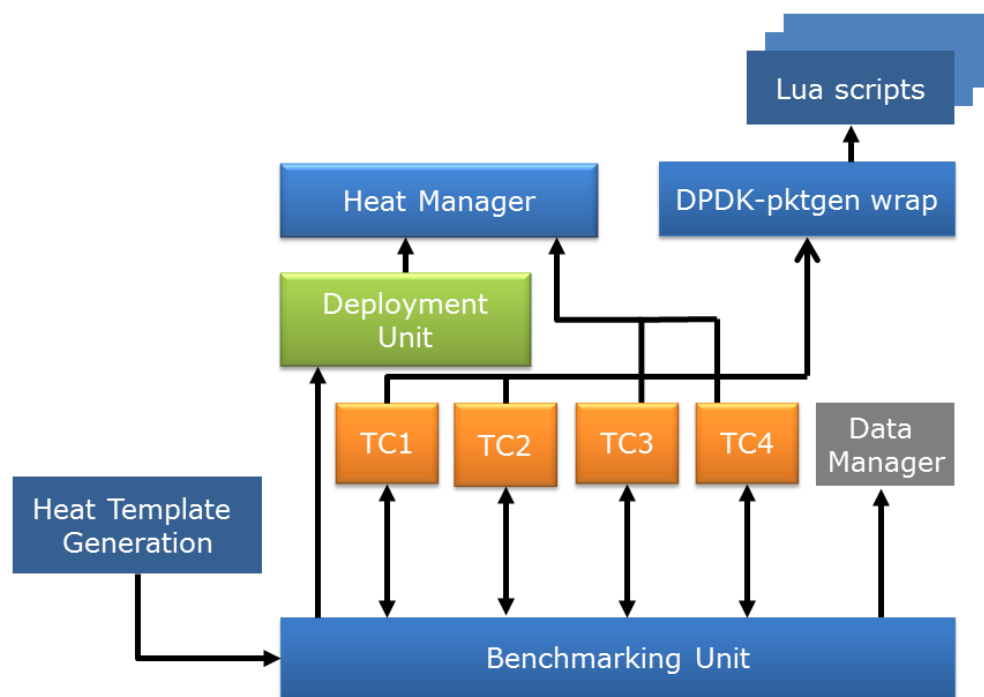 Lua scripts
Heat Manager
DPDK-pktgen wrap
Deployment
Unit
TC1
TC2
TC3
TC4
Data
Manager
Heat Template
Generation
Benchmarking Unit